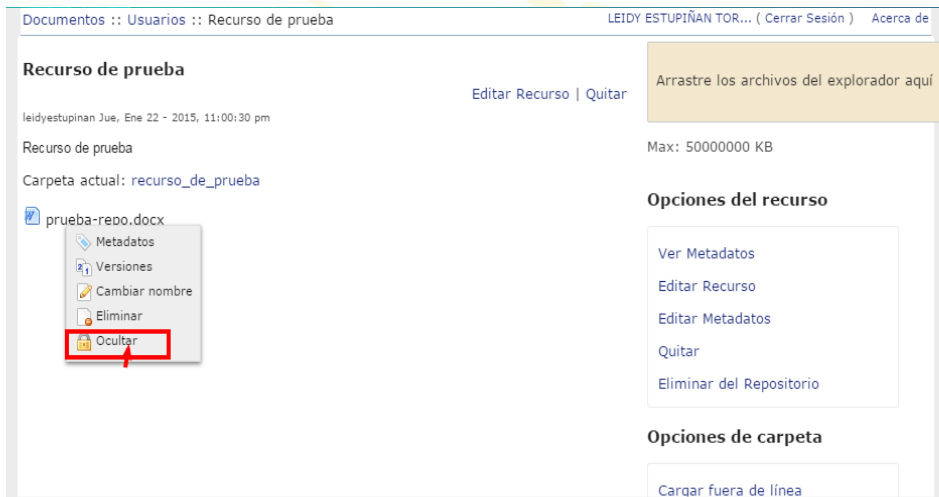 Documentos :: Usuarios :: Recurso de prueba
LEIDY ESTUPIÑAN TOR... ( Cerrar Sesión ) Acerca de
Recurso de prueba
Editar Recurso | Quitar
leidyestupinan Jue, Ene 22 - 2015, 11:00:30 pm
Recurso de prueba
Carpeta actual: recurso_de_prueba
prueba-repo.docx
Metadatos
Versiones
Cambiar nombre
Eliminar
Ocultar
Arrastre los archivos del explorador aquí
Max: 50000000 KB
Opciones del recurso
Ver Metadatos
Editar Recurso
Editar Metadatos
Quitar
Eliminar del Repositorio
Opciones de carpeta
Cargar fuera de línea